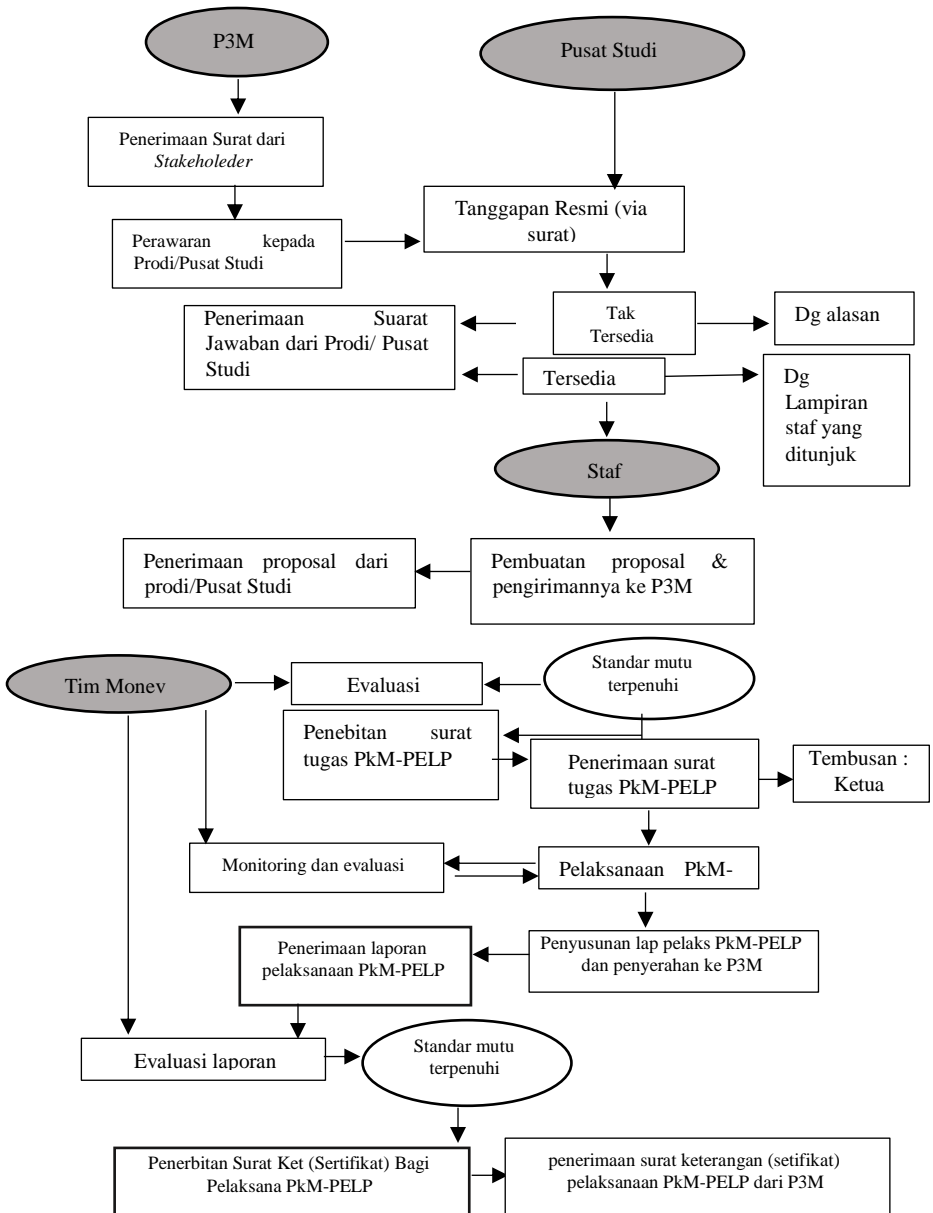 P3M
Pusat Studi
Penerimaan Surat dari
Stakeholeder
Tanggapan Resmi (via
surat)
Perawaran kepada
Prodi/Pusat Studi
Penerimaan Suarat
Jawaban dari Prodi/ Pusat
Studi
Tak
Tersedia
Dg alasan
Tersedia
Dg
Lampiran
staf yang
ditunjuk
Staf
Penerimaan proposal dari
prodi/Pusat Studi
Pembuatan proposal &
pengirimannya ke P3M
Tim Monev
Evaluasi
Standar mutu
terpenuhi
Penebitan surat
tugas PkM-PELP
Penerimaan surat
tugas PkM-PELP
Tembusan :
Ketua
Monitoring dan evaluasi
Pelaksanaan PkM-
Penerimaan laporan
pelaksanaan PkM-PELP
Penyusunan lap pelaks PkM-PELP
dan penyerahan ke P3M
Evaluasi laporan
Standar mutu
terpenuhi
Penerbitan Surat Ket (Sertifikat) Bagi
Pelaksana PkM-PELP
penerimaan surat keterangan (setifikat)
pelaksanaan PkM-PELP dari P3M